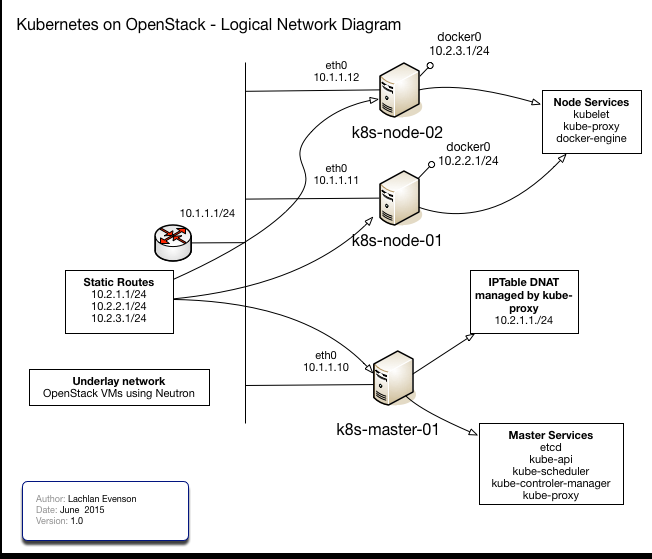 Kubernetes on OpenStack - Logical Network Diagram
docker0
10.2.3.1/24
eth0
10.1.1.12
k8s-node-02
Node Services
kubelet
kube-proxy
docker-engine
docker0
10.2.2.1/24
eth0
10.1.1.11
k8s-node-01
10.1.1.1/24
Static Routes
10.2.1.1/24
10.2.2.1/24
10.2.3.1/24
IPTable DNAT
managed by kube-
proxy
10.2.1.1./24
eth0
10.1.1.10
k8s-master-01
Underlay network
OpenStack VMs using Neutron
Master Services
etcd
kube-api
kube-scheduler
kube-controler-manager
kube-proxy
Author: Lachlan Evenson
Date: June 2015
Version: 1.0